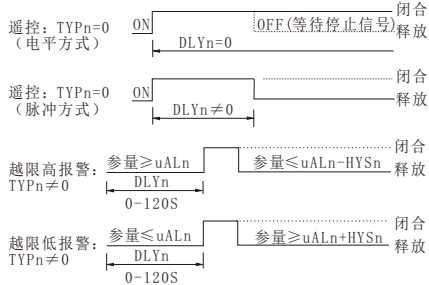 闭合
遥控: TYPn=0 ON OFF(等待停止信号) 释放
(电平方式) DLYn=0
闭合
遥控: TYPn=0 ON 释放
(脉冲方式) DLYn≠0
闭合
越限高报警: 参量≥uALn 参量≤uALn-HYSn 释放
TYPn≠0 DLYn
0-120S
闭合
越限低报警: 参量≤uALn 参量≥uALn+HYSn 释放
TYPn≠0 DLYn
0-120S